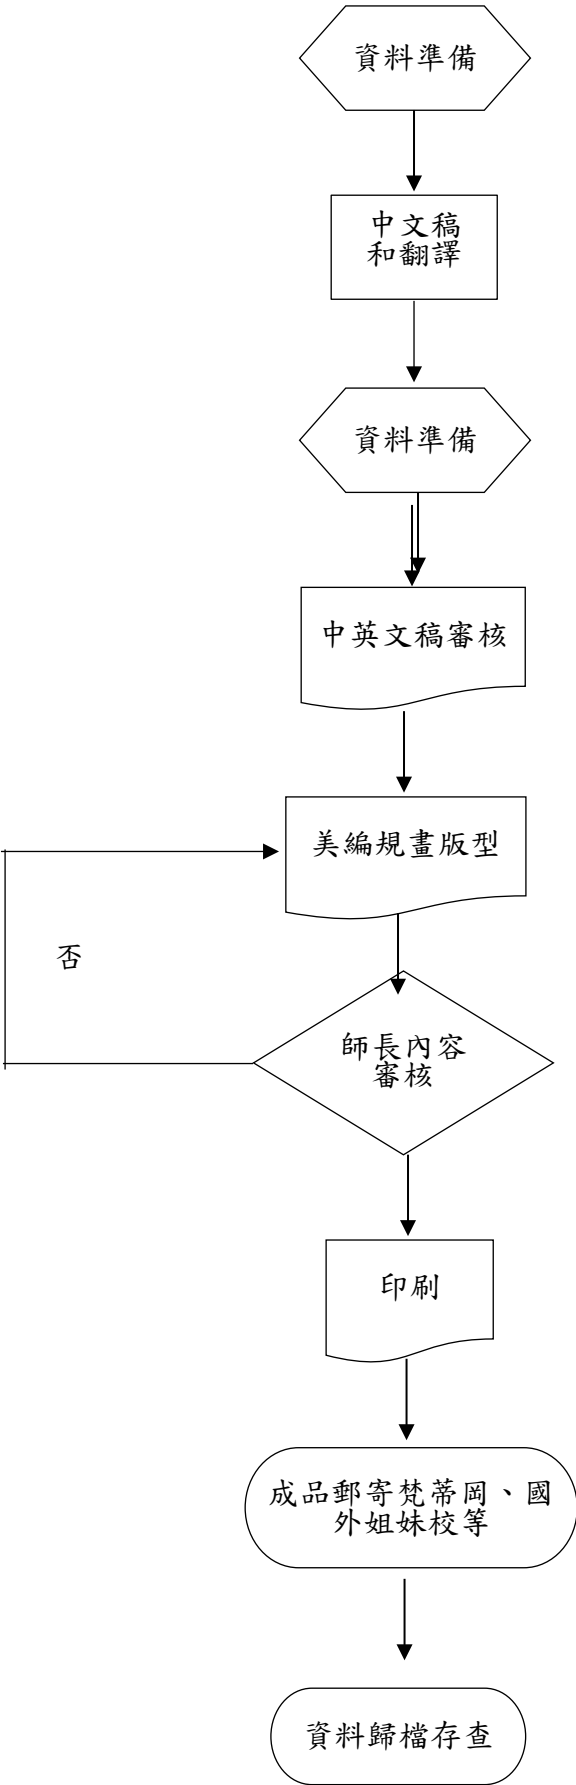 資料準備
中文稿
和翻譯
資料準備
中英文稿審核
美編規畫版型
否
師長內容
審核
印刷
成品郵寄梵蒂岡、國
外姐妹校等
資料歸檔存查